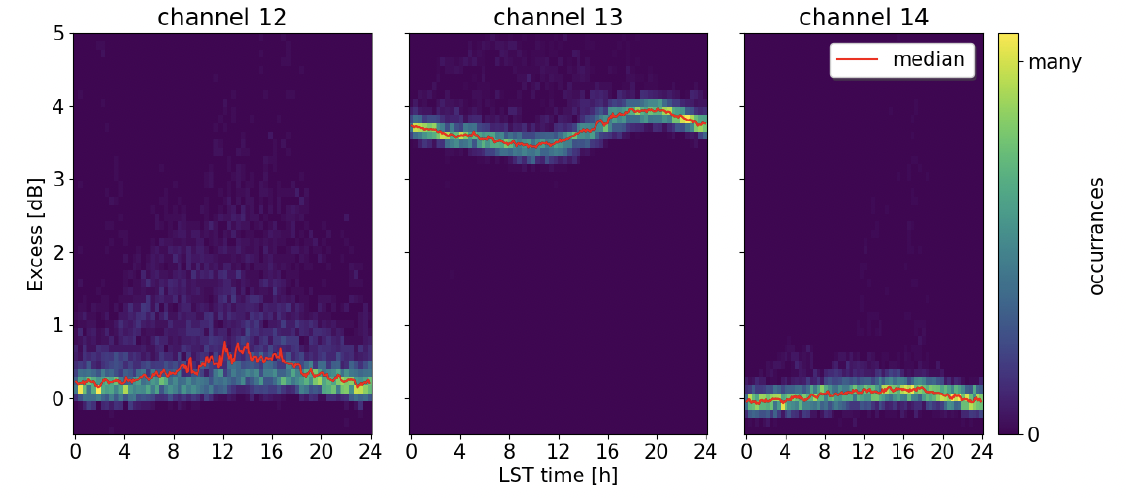 channel 12
channel 13
channel 14
5
4
3
2
1
0
Excess [dB]
0 4 8 12 16 20 24
0 4 8 12 16 20 24
0 4 8 12 16 20 24
LST time [h]
median
many
0
occurrances